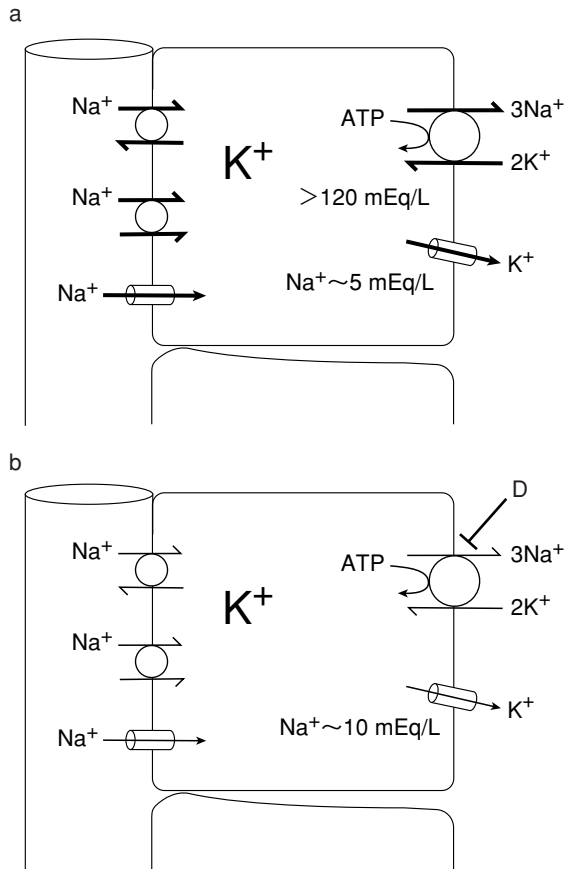 a
Na⁺
ATP
3Na⁺
K⁺
2K⁺
Na⁺
>120 mEq/L
Na⁺
Na⁺~5 mEq/L
K⁺
b
D
Na⁺
ATP
3Na⁺
K⁺
2K⁺
Na⁺
Na⁺
Na⁺~10 mEq/L
K⁺